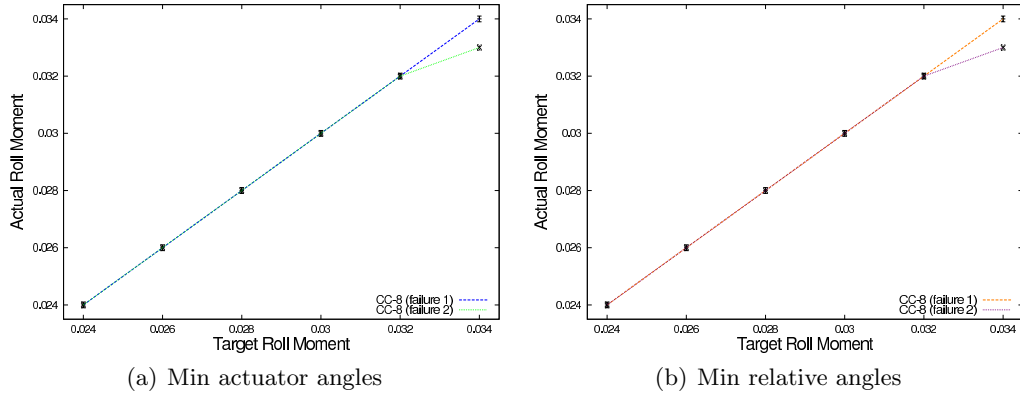 0.034
0.032
0.03
0.028
0.026
0.024
Actual Roll Moment
CC-8 (failure 1)
CC-8 (failure 2)
0.024 0.026 0.028 0.03 0.032 0.034
Target Roll Moment
(a) Min actuator angles
0.034
0.032
0.03
0.028
0.026
0.024
Actual Roll Moment
CC-8 (failure 1)
CC-8 (failure 2)
0.024 0.026 0.028 0.03 0.032 0.034
Target Roll Moment
(b) Min relative angles